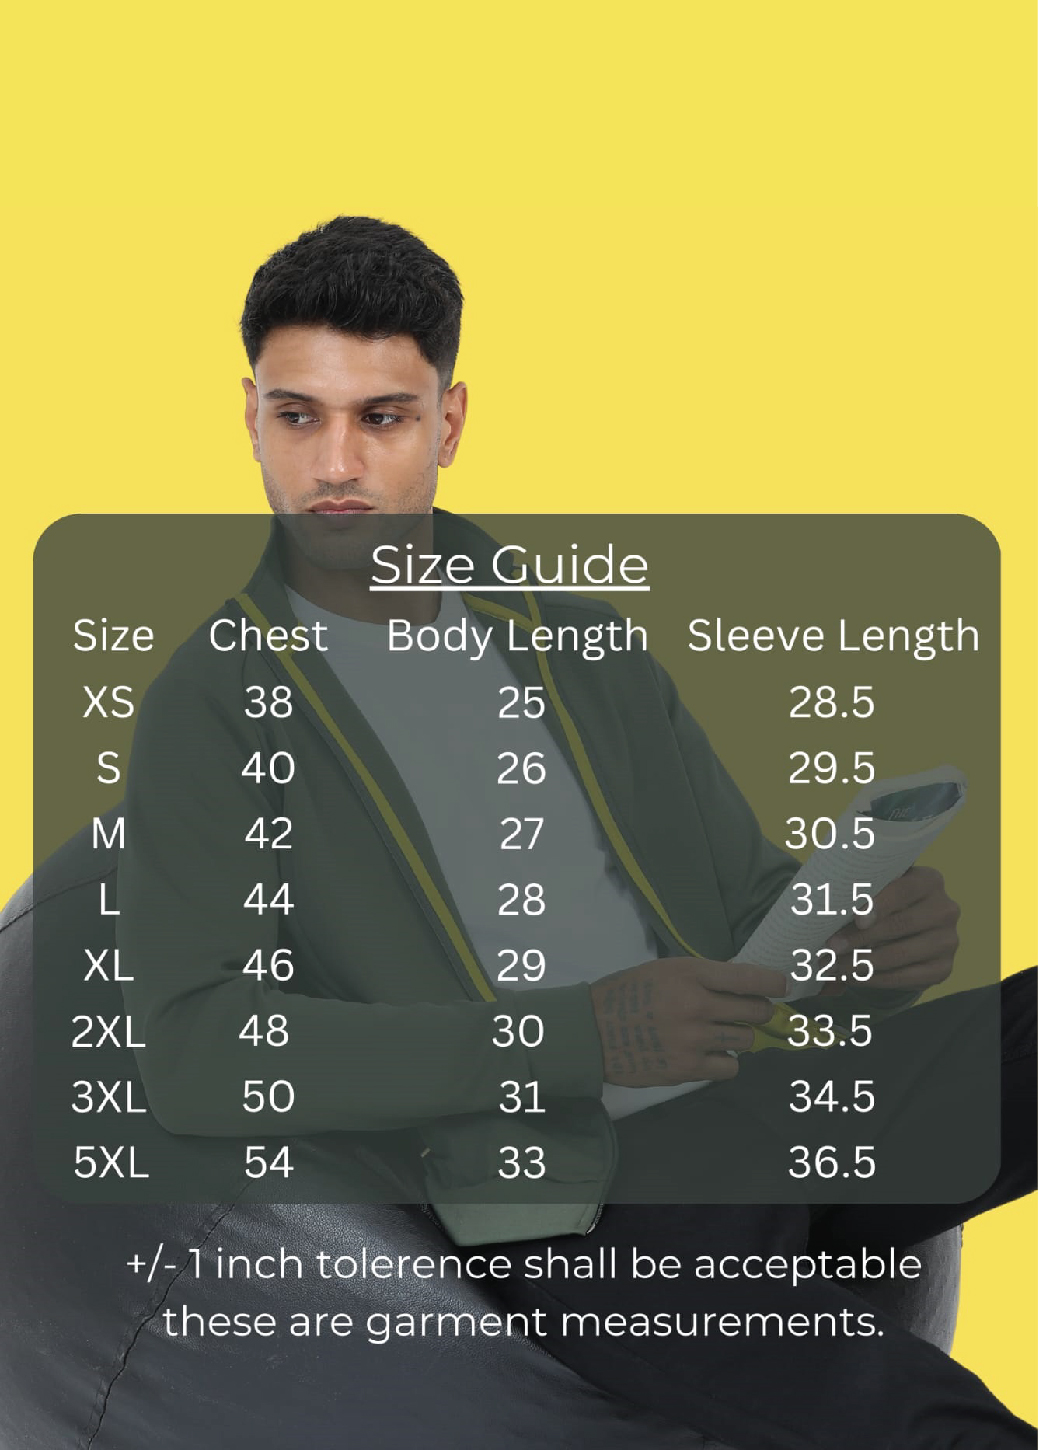 Size Guide
Size Chest Body Length Sleeve Length
XS 38 25 28.5
S 40 26 29.5
M 42 27 30.5
L 44 28 31.5
XL 46 29 32.5
2XL 48 30 33.5
3XL 50 31 34.5
5XL 54 33 36.5
+/- 1 inch tolerence shall be acceptable
these are garment measurements.